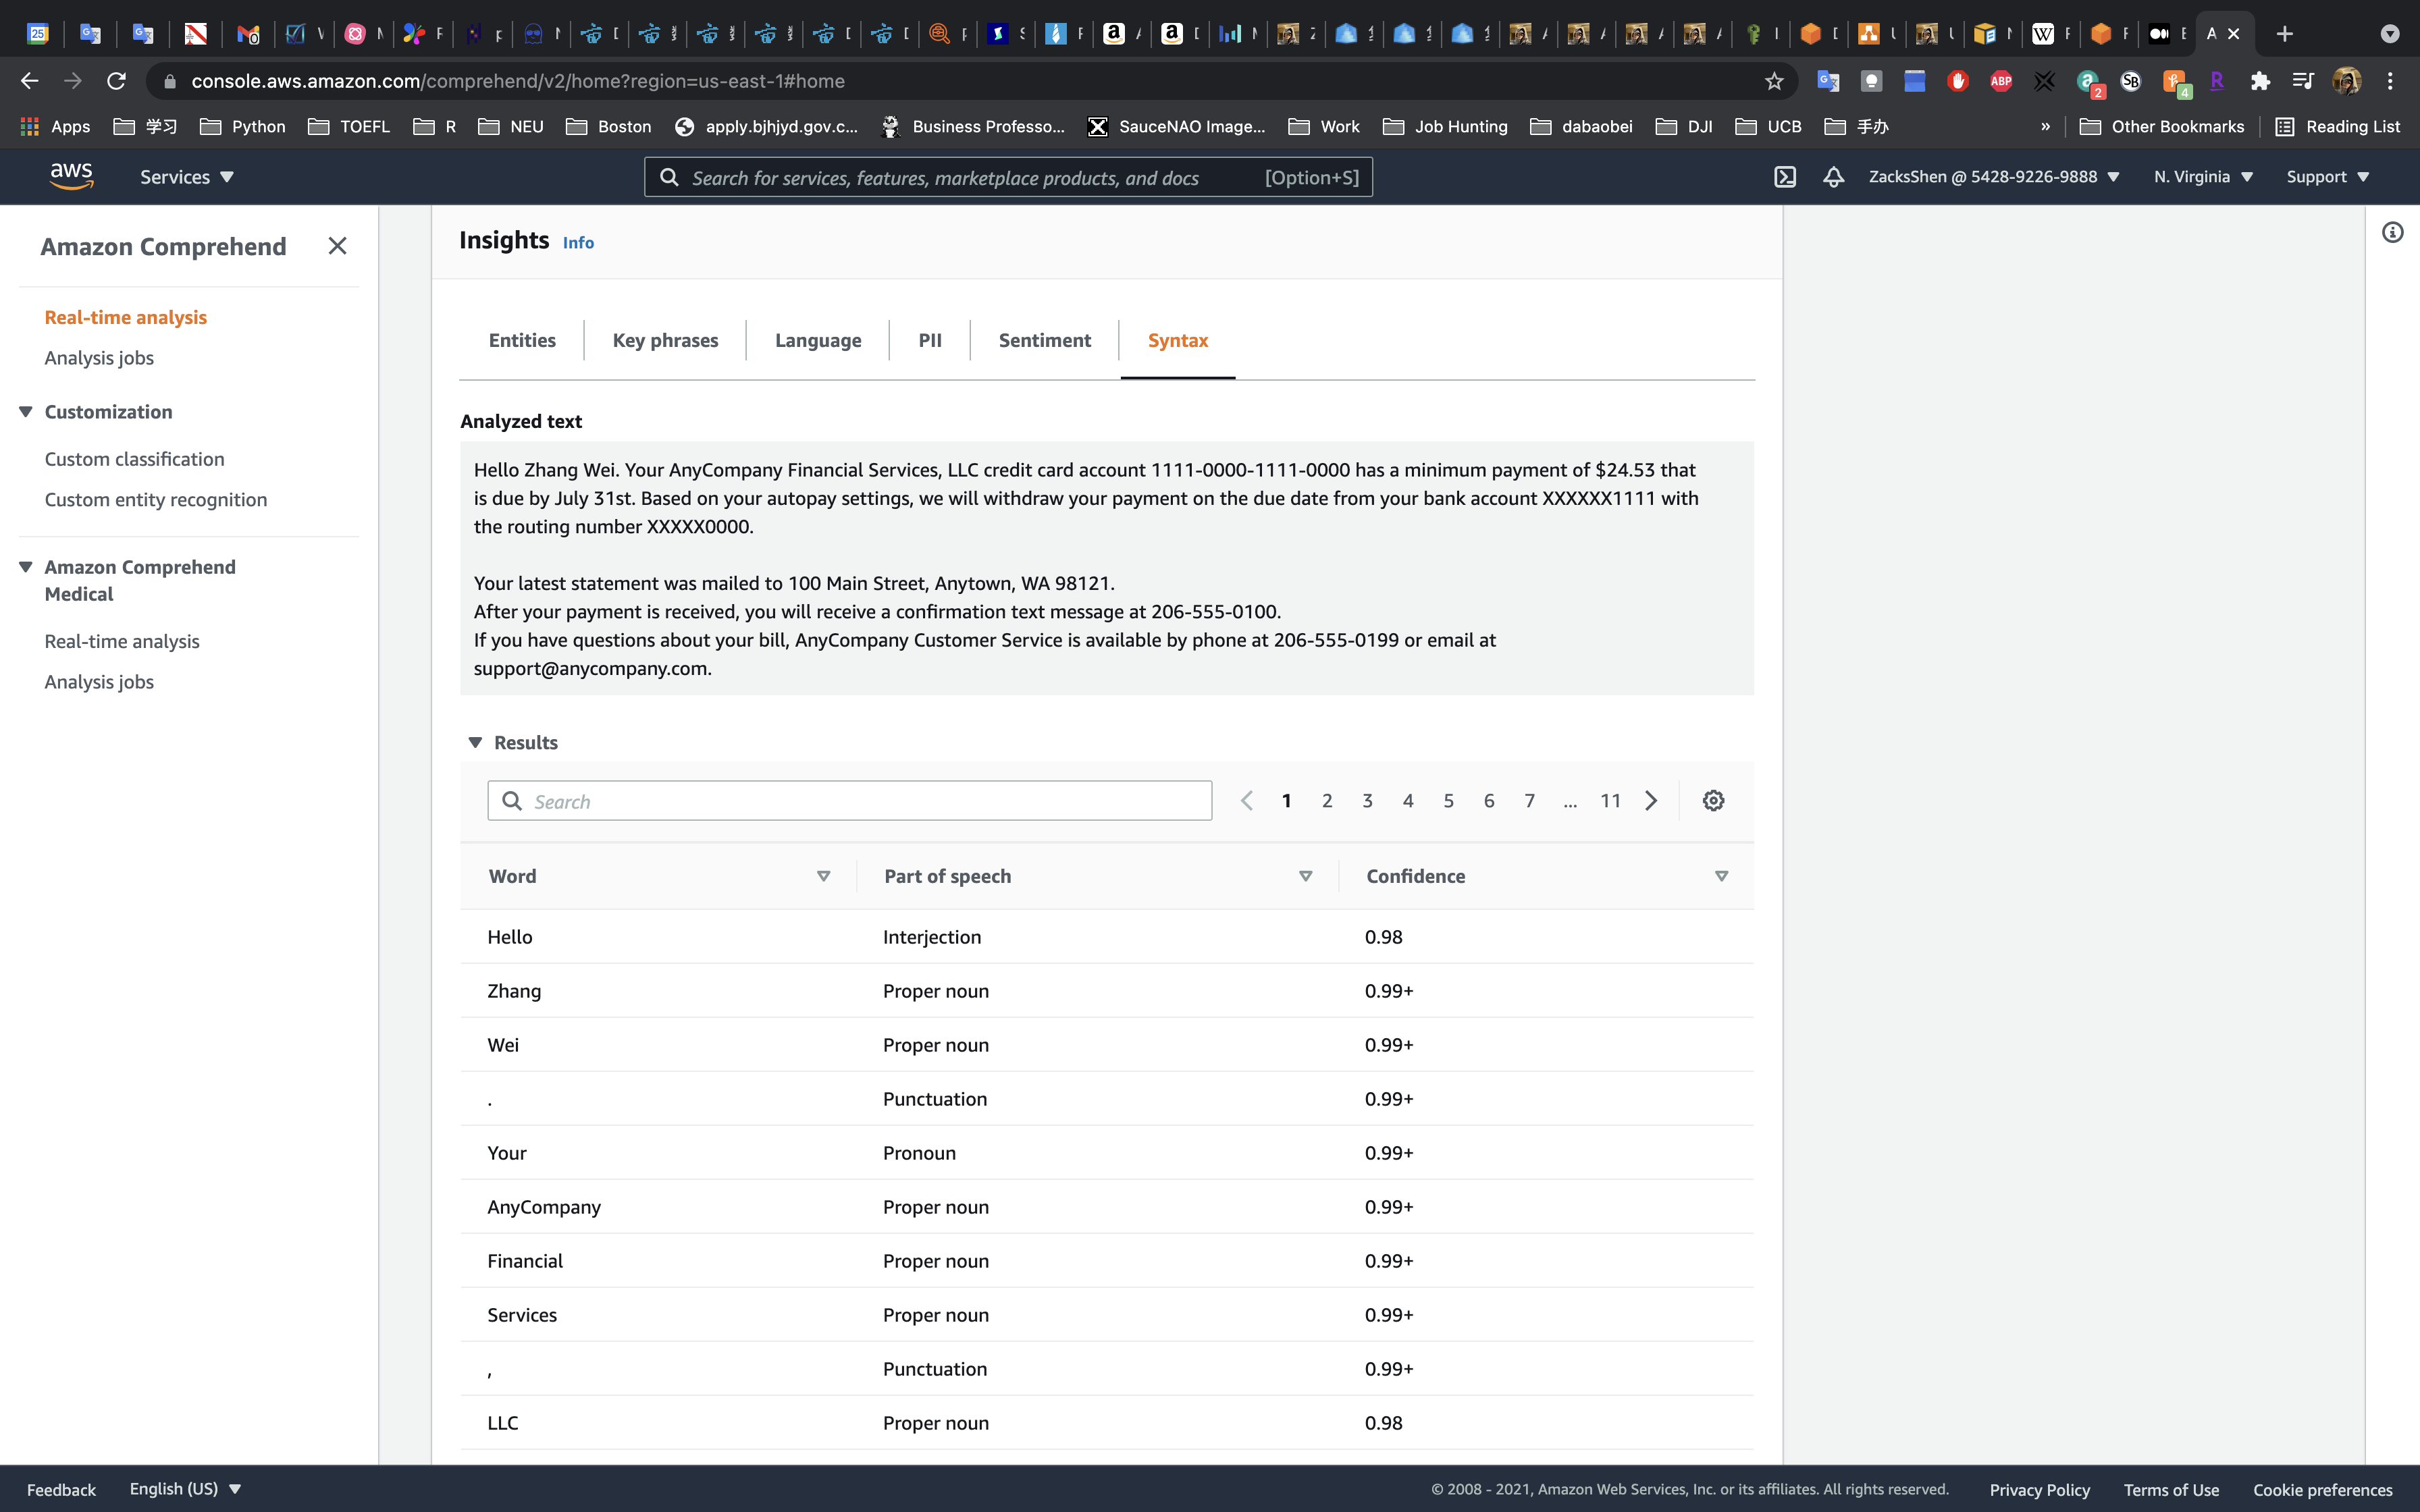 console.aws.amazon.com/comprehend/v2/home?region=us-east-1#home
Apps 学习 Python TOEFL R NEU Boston apply.bjhjyd.gov.c... Business Professo... SauceNAO Image... Work Job Hunting dabaobei DJI UCB 手办 » Other Bookmarks Reading List
aws Services Search for services, features, marketplace products, and docs [Option+S] ZacksShen @ 5428-9226-9888 N. Virginia Support
Amazon Comprehend
Real-time analysis
Analysis jobs
Customization
Custom classification
Custom entity recognition
Amazon Comprehend
Medical
Real-time analysis
Analysis jobs
Insights Info
Entities Key phrases Language PII Sentiment Syntax
Analyzed text
Hello Zhang Wei. Your AnyCompany Financial Services, LLC credit card account 1111-0000-1111-0000 has a minimum payment of $24.53 that
is due by July 31st. Based on your autopay settings, we will withdraw your payment on the due date from your bank account XXXXXX1111 with
the routing number XXXXX0000.
Your latest statement was mailed to 100 Main Street, Anytown, WA 98121.
After your payment is received, you will receive a confirmation text message at 206-555-0100.
If you have questions about your bill, AnyCompany Customer Service is available by phone at 206-555-0199 or email at
support@anycompany.com.
Results
Search 1 2 3 4 5 6 7 ... 11
Word Part of speech Confidence
Hello Interjection 0.98
Zhang Proper noun 0.99+
Wei Proper noun 0.99+
. Punctuation 0.99+
Your Pronoun 0.99+
AnyCompany Proper noun 0.99+
Financial Proper noun 0.99+
Services Proper noun 0.99+
, Punctuation 0.99+
LLC Proper noun 0.98
Feedback English (US) © 2008 - 2021, Amazon Web Services, Inc. or its affiliates. All rights reserved. Privacy Policy Terms of Use Cookie preferences